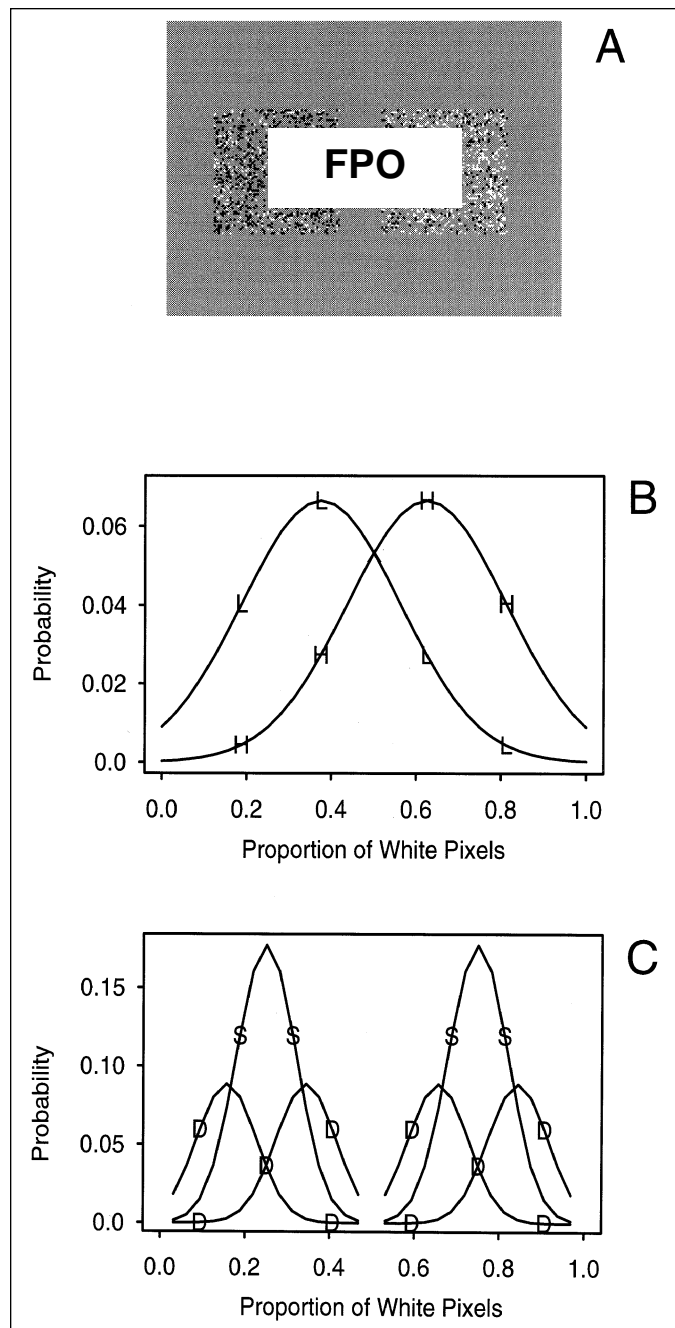 A
FPO
B
0.06
0.04
0.02
0.0
Probability
L
H
L
H
H
L
H
L
0.0 0.2 0.4 0.6 0.8 1.0
Proportion of White Pixels
C
0.15
0.10
0.05
0.0
Probability
S S S S
D D D D
D D
D D D D
0.0 0.2 0.4 0.6 0.8 1.0
Proportion of White Pixels